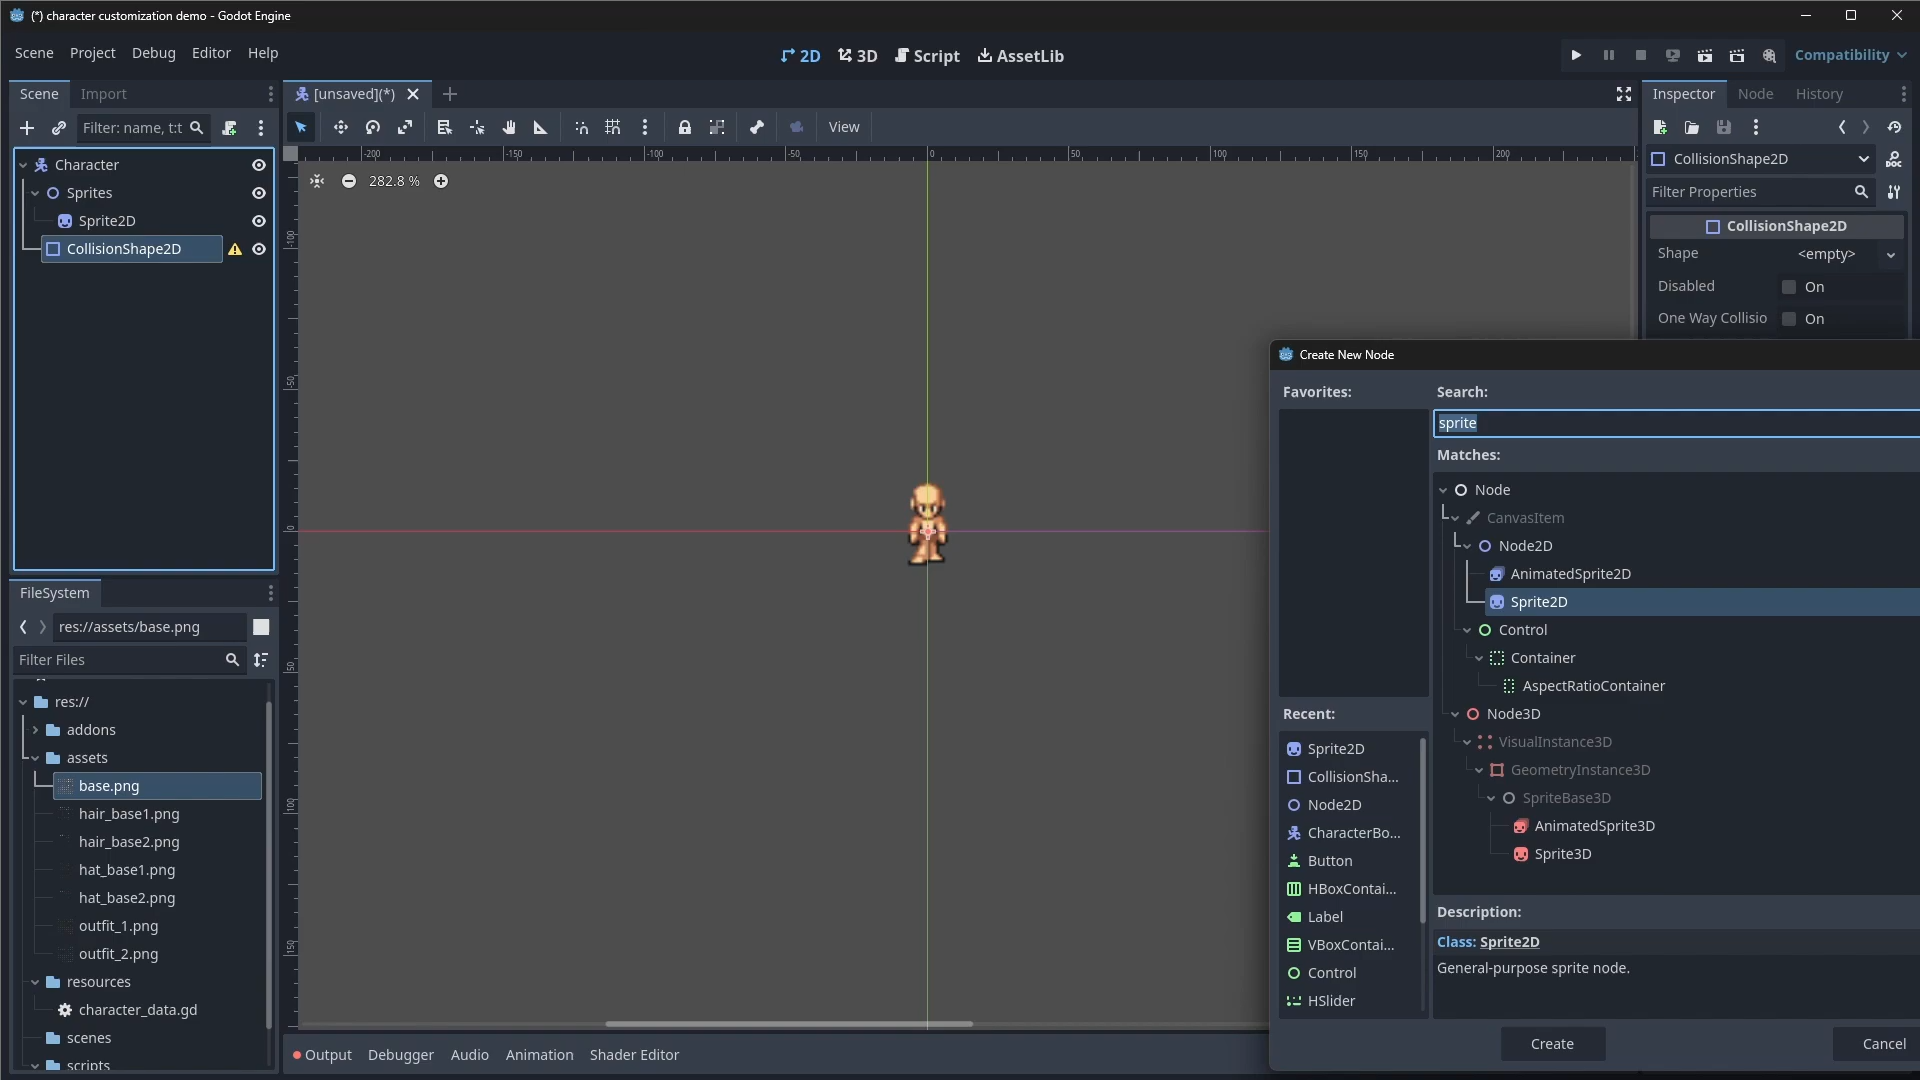 (*) character customization demo - Godot Engine
Scene Project Debug Editor Help
2D 3D Script AssetLib
Compatibility
Scene Import
[unsaved](*)
Inspector Node History
Filter: name, t:t
View
Character
Sprites
Sprite2D
CollisionShape2D
-200 -150 -100 -50 0 50 100 150 200
282.8 %
-100
-50
0
50
100
150
CollisionShape2D
Filter Properties
CollisionShape2D
Shape <empty>
Disabled On
One Way Collisio On
FileSystem
res://assets/base.png
Filter Files
res://
addons
assets
base.png
hair_base1.png
hair_base2.png
hat_base1.png
hat_base2.png
outfit_1.png
outfit_2.png
resources
character_data.gd
scenes
scripts
Output Debugger Audio Animation Shader Editor
Create New Node
Favorites:
Search:
sprite
Matches:
Node
CanvasItem
Node2D
AnimatedSprite2D
Sprite2D
Control
Container
AspectRatioContainer
Node3D
VisualInstance3D
GeometryInstance3D
SpriteBase3D
AnimatedSprite3D
Sprite3D
Recent:
Sprite2D
CollisionSha...
Node2D
CharacterBo...
Button
HBoxContai...
Label
VBoxContai...
Control
HSlider
Description:
Class: Sprite2D
General-purpose sprite node.
Create Cancel